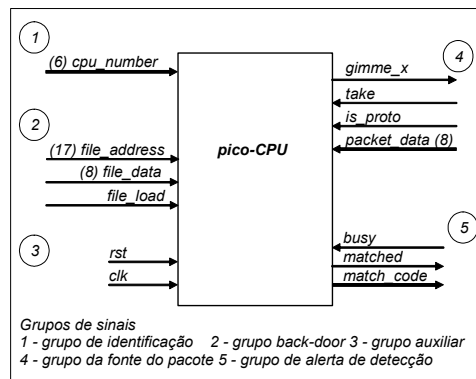 1
(6) cpu_number
2
(17) file_address
(8) file_data
file_load
3
rst
clk
pico-CPU
4
gimme_x
take
is_proto
packet_data (8)
5
busy
matched
match_code
Grupos de sinais
1 - grupo de identificação 2 - grupo back-door 3 - grupo auxiliar
4 - grupo da fonte do pacote 5 - grupo de alerta de detecção